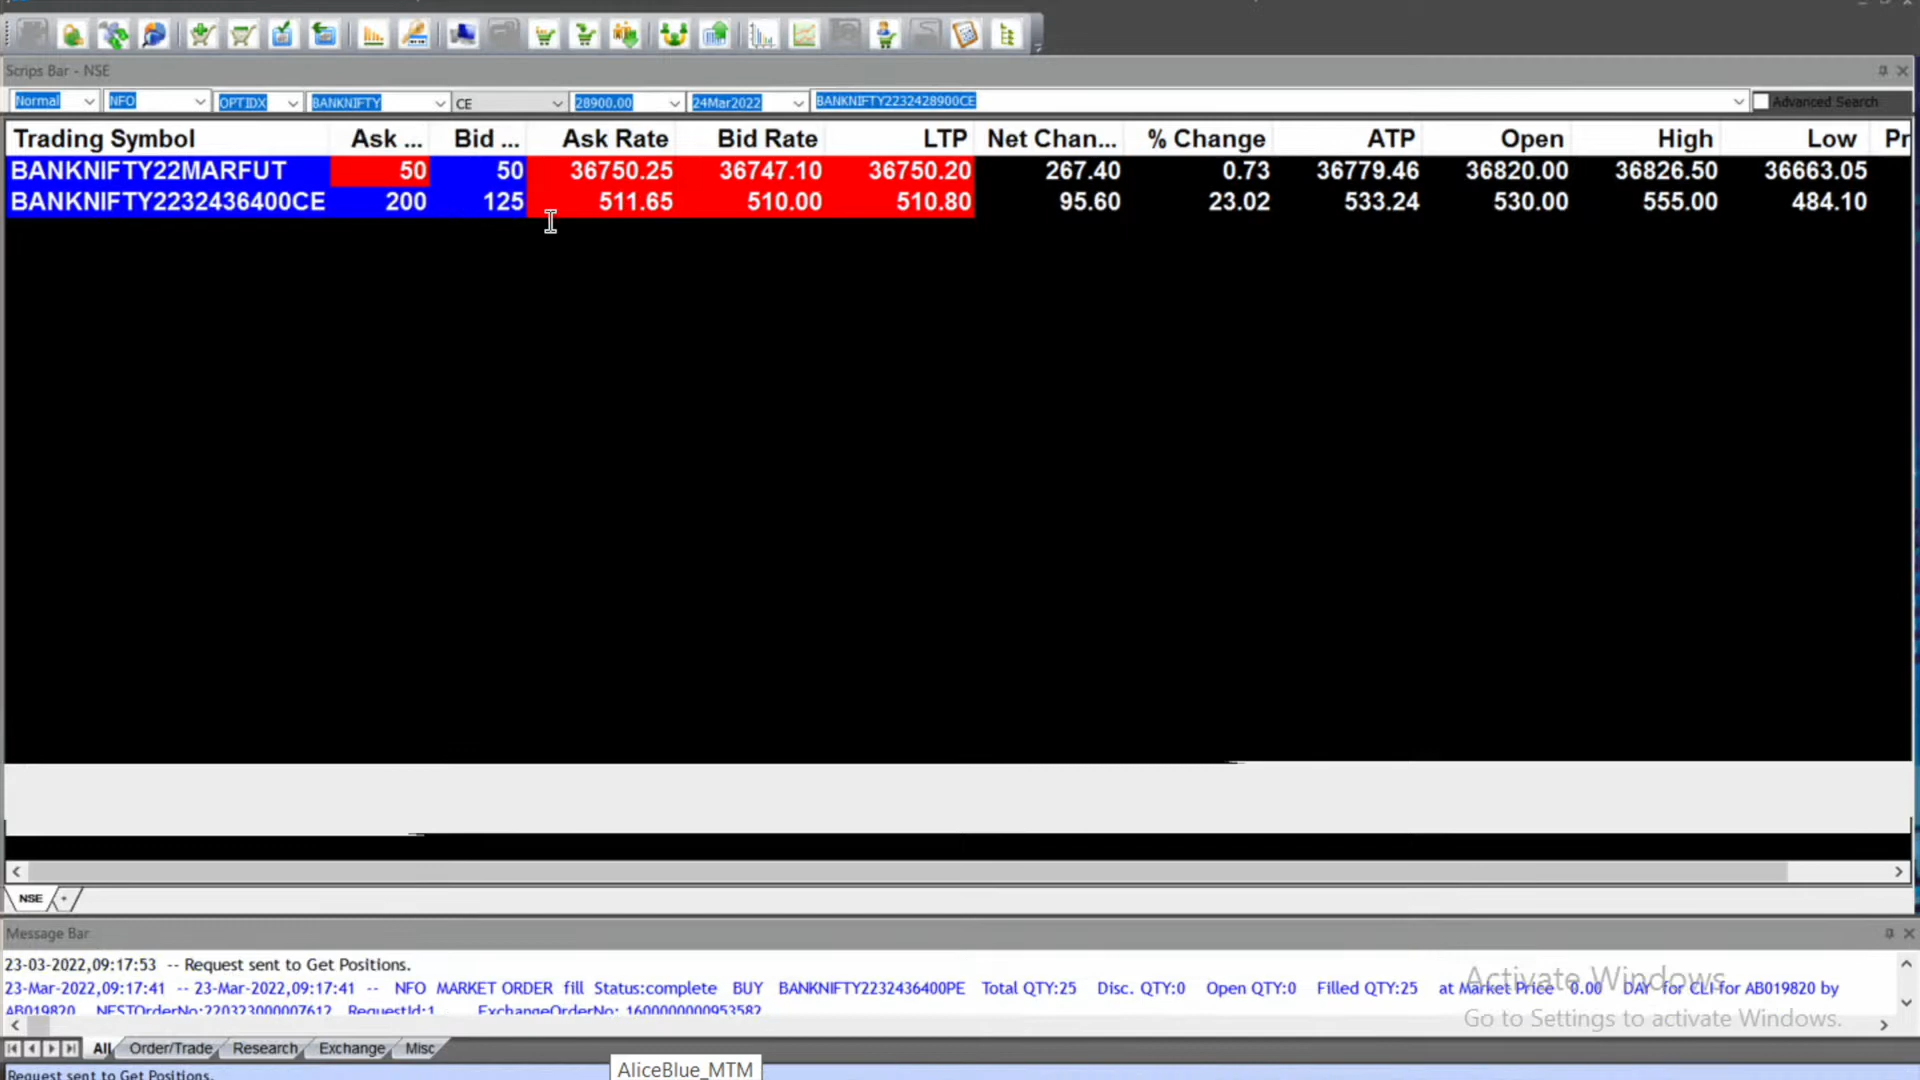 Scrips Bar - NSE
Normal NFO OPTIDX BANKNIFTY CE 28900.00 24Mar2022 BANKNIFTY2232428900CE Advanced Search
Trading Symbol Ask ... Bid ... Ask Rate Bid Rate LTP Net Chan... % Change ATP Open High Low Pr
BANKNIFTY22MARFUT 50 50 36750.25 36747.10 36750.20 267.40 0.73 36779.46 36820.00 36826.50 36663.05
BANKNIFTY2232436400CE 200 125 511.65 510.00 510.80 95.60 23.02 533.24 530.00 555.00 484.10
NSE
Message Bar
23-03-2022,09:17:53 -- Request sent to Get Positions.
23-Mar-2022,09:17:41 -- 23-Mar-2022,09:17:41 -- NFO MARKET ORDER fill Status:complete BUY BANKNIFTY2232436400PE Total QTY:25 Disc. QTY:0 Open QTY:0 Filled QTY:25 at Market Price 0.00 DAY for CLI for AB019820 by
AB019820 NESTOrderNo:220323000007612 RequestId:1 ExchangeOrderNo: 1600000000953582
Activate Windows
Go to Settings to activate Windows.
All Order/Trade Research Exchange Misc
AliceBlue_MTM
Request sent to Get Positions.